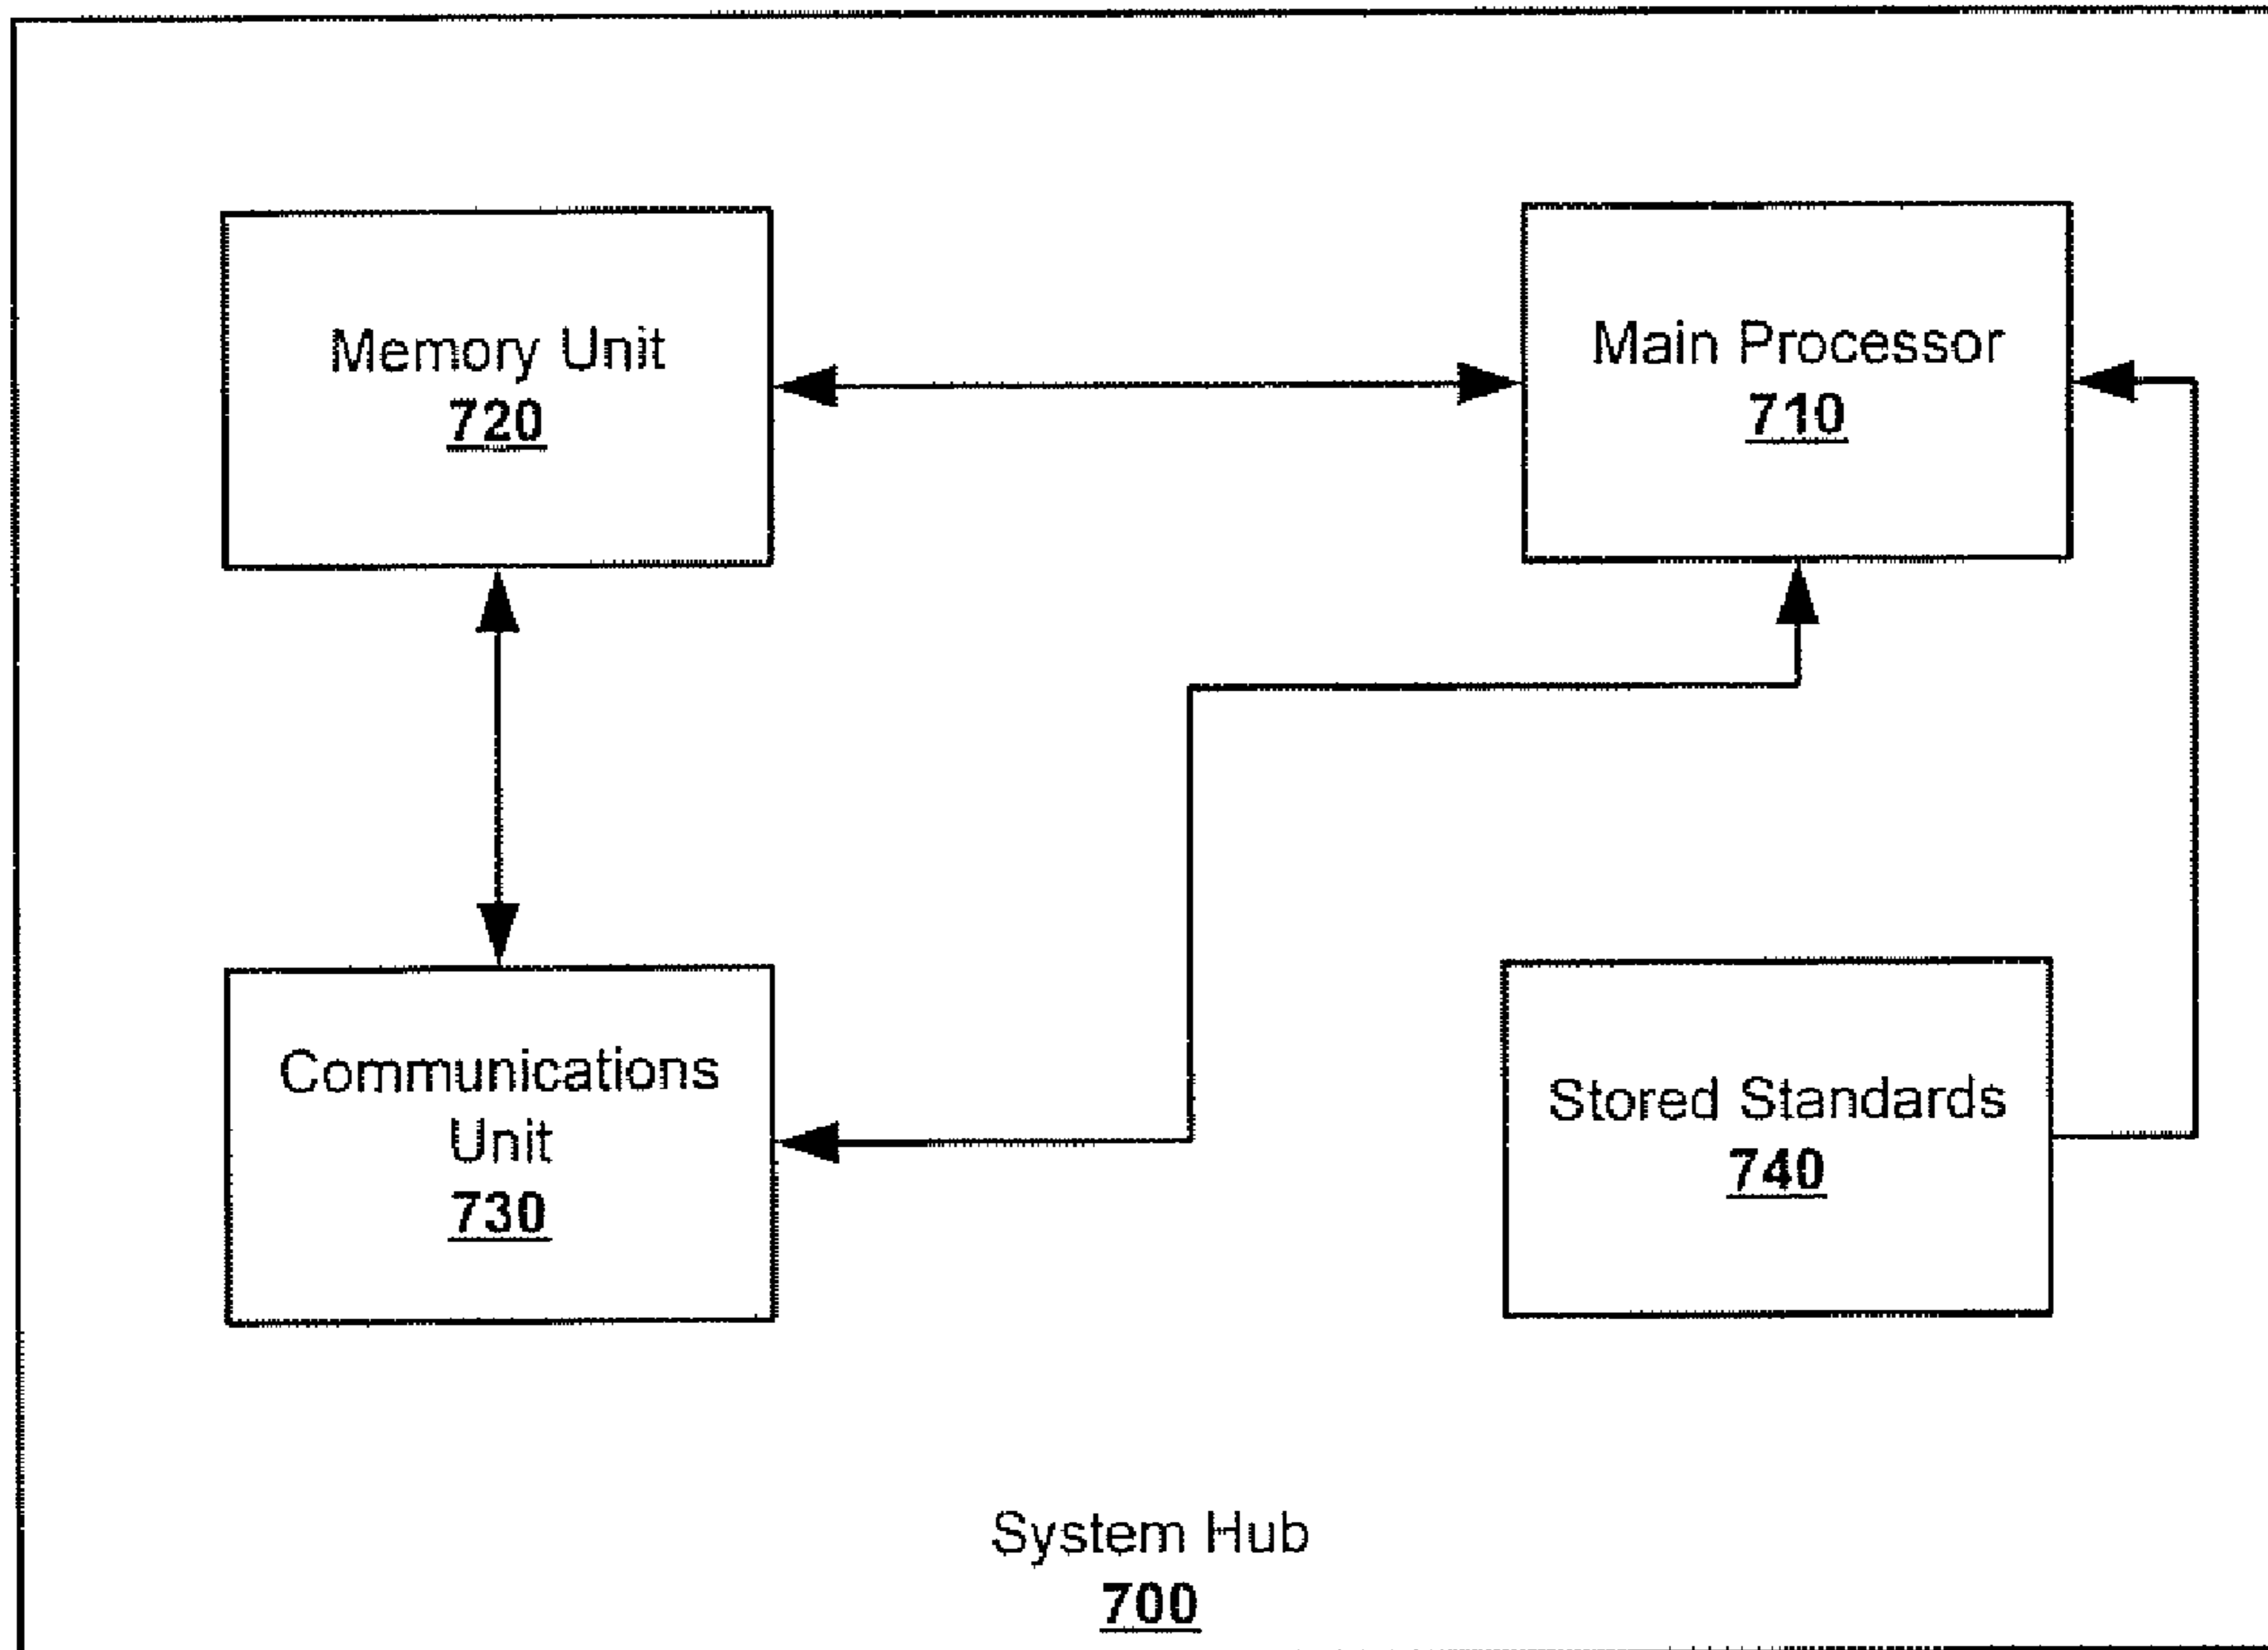 Memory Unit
720
Main Processor
710
Communications
Unit
730
Stored Standards
740
System Hub
700